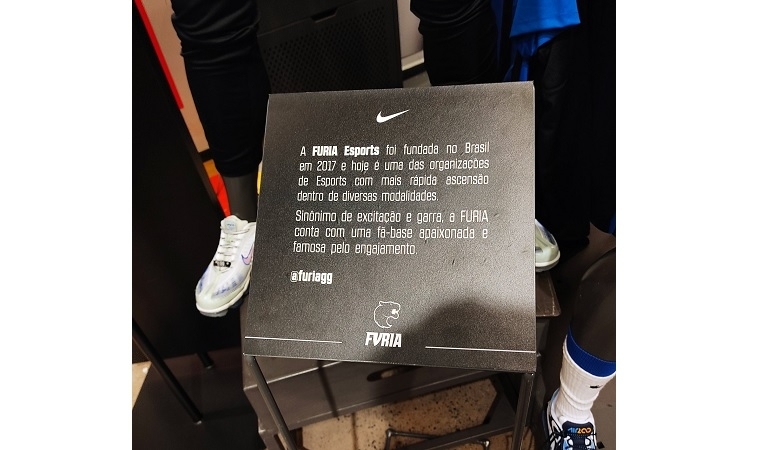 A FURIA Esports foi fundada no Brasil
em 2017 e hoje é uma das organizações
de Esports com mais rápida ascensão
dentro de diversas modalidades.
Sinônimo de excitação e garra, a FURIA
conta com uma fã-base apaixonada e
famosa pelo engajamento.
@furiagg
FURIA